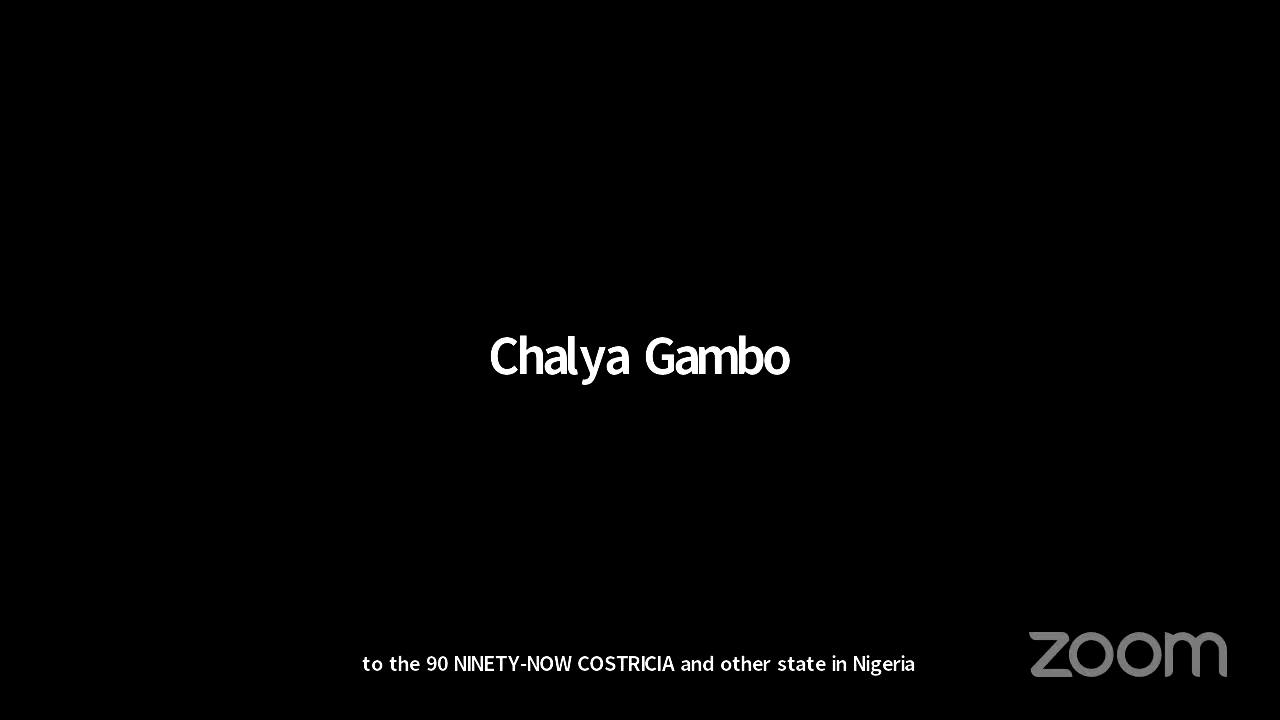 Chalya Gambo
to the 90 NINETY-NOW COSTRICIA and other state in Nigeria
zoom